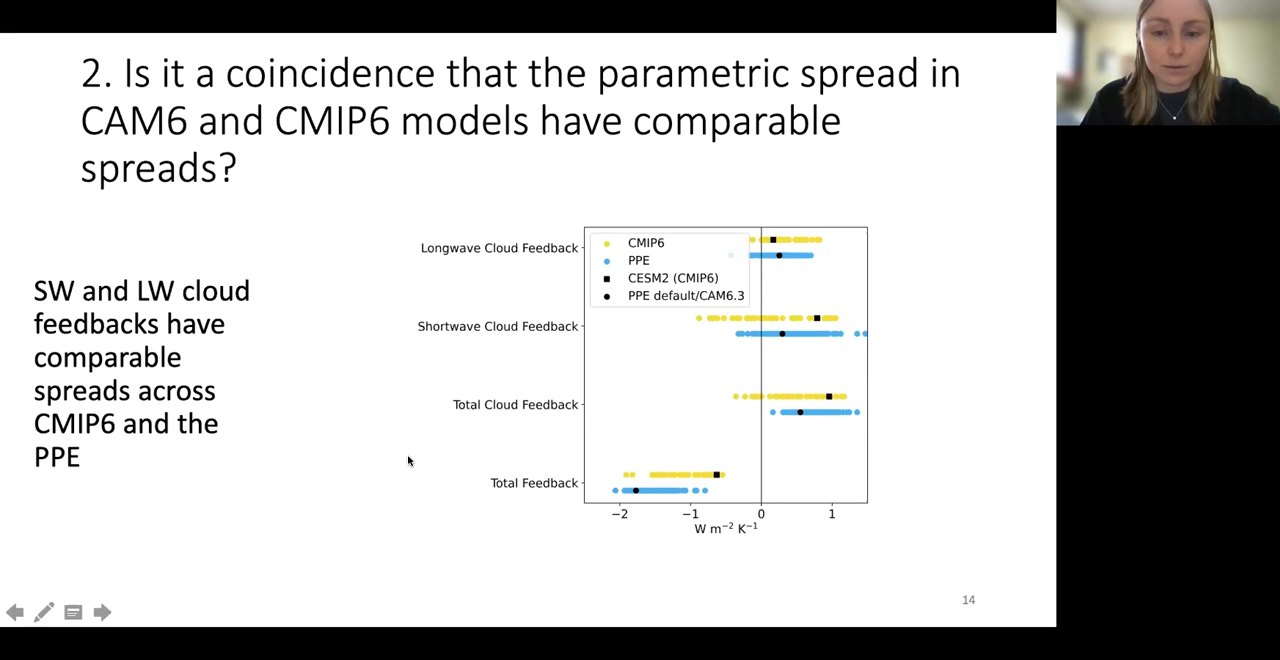 2. Is it a coincidence that the parametric spread in
CAM6 and CMIP6 models have comparable
spreads?
SW and LW cloud
feedbacks have
comparable
spreads across
CMIP6 and the
PPE
Longwave Cloud Feedback
Shortwave Cloud Feedback
Total Cloud Feedback
Total Feedback
CMIP6
PPE
CESM2 (CMIP6)
PPE default/CAM6.3
−2 −1 0 1
W m⁻² K⁻¹
14